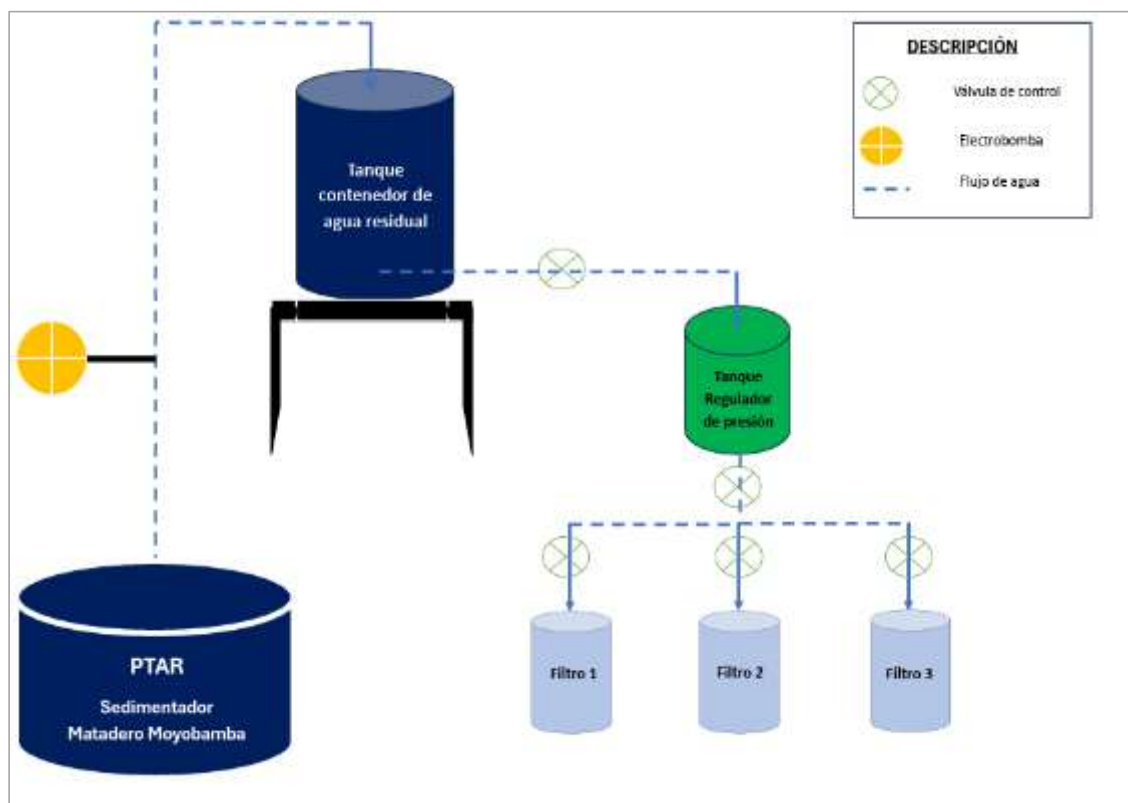 DESCRIPCIÓN
Válvula de control
Electrobomba
Flujo de agua
Tanque
contenedor de
agua residual
Tanque
Regulador
de presión
PTAR
Sedimentador
Matadero Moyobamba
Filtro 1
Filtro 2
Filtro 3